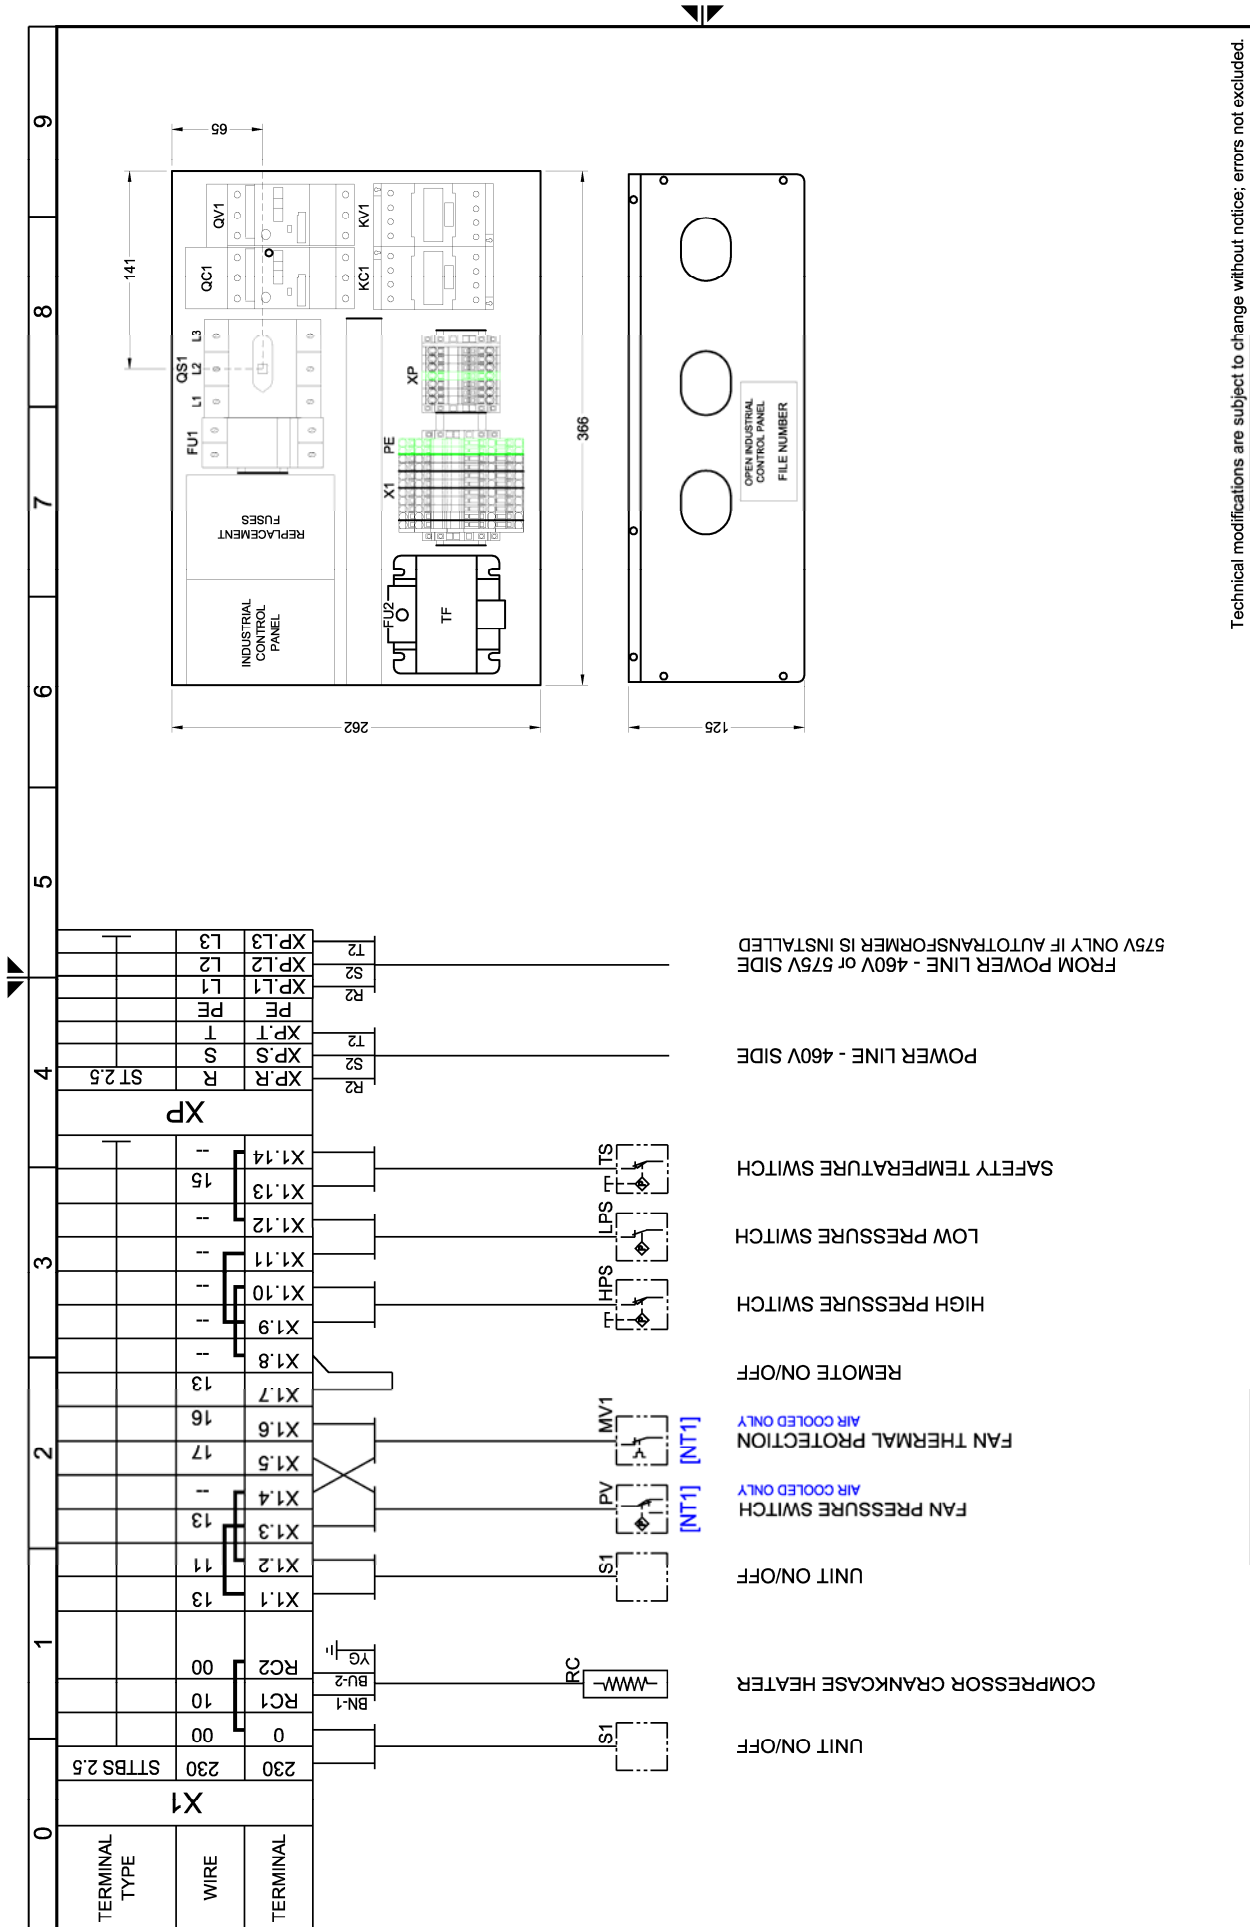 0 1 2 3 4 5 6 7 8 9
TERMINAL
TYPE
WIRE
TERMINAL
X1
STTBS 2.5 230 230
00 0
10 RC1
00 RC2
13 X1.1
11 X1.2
13 X1.3
-- X1.4
17 X1.5
16 X1.6
13 X1.7
-- X1.8
-- X1.9
-- X1.10
-- X1.11
-- X1.12
15 X1.13
-- X1.14
XP
ST 2.5 R XP.R
S XP.S
T XP.T
PE PE
L1 XP.L1
L2 XP.L2
L3 XP.L3
S1
UNIT ON/OFF
BN-1
BU-2
YG
RC
COMPRESSOR CRANKCASE HEATER
S1
UNIT ON/OFF
PV
[NT1]
FAN PRESSURE SWITCH
AIR COOLED ONLY
MV1
[NT1]
FAN THERMAL PROTECTION
AIR COOLED ONLY
REMOTE ON/OFF
HPS
HIGH PRESSURE SWITCH
LPS
LOW PRESSURE SWITCH
TS
SAFETY TEMPERATURE SWITCH
R2
S2
T2
POWER LINE - 460V SIDE
R2
S2
T2
FROM POWER LINE - 460V or 575V SIDE
575V ONLY IF AUTOTRANSFORMER IS INSTALLED
141
65
262
366
125
INDUSTRIAL
CONTROL
PANEL
REPLACEMENT
FUSES
FU1
QS1
L1 L2 L3
QC1
QV1
KC1
KV1
FU2
TF
X1
PE
XP
OPEN INDUSTRIAL
CONTROL PANEL
FILE NUMBER
Technical modifications are subject to change without notice; errors not excluded.